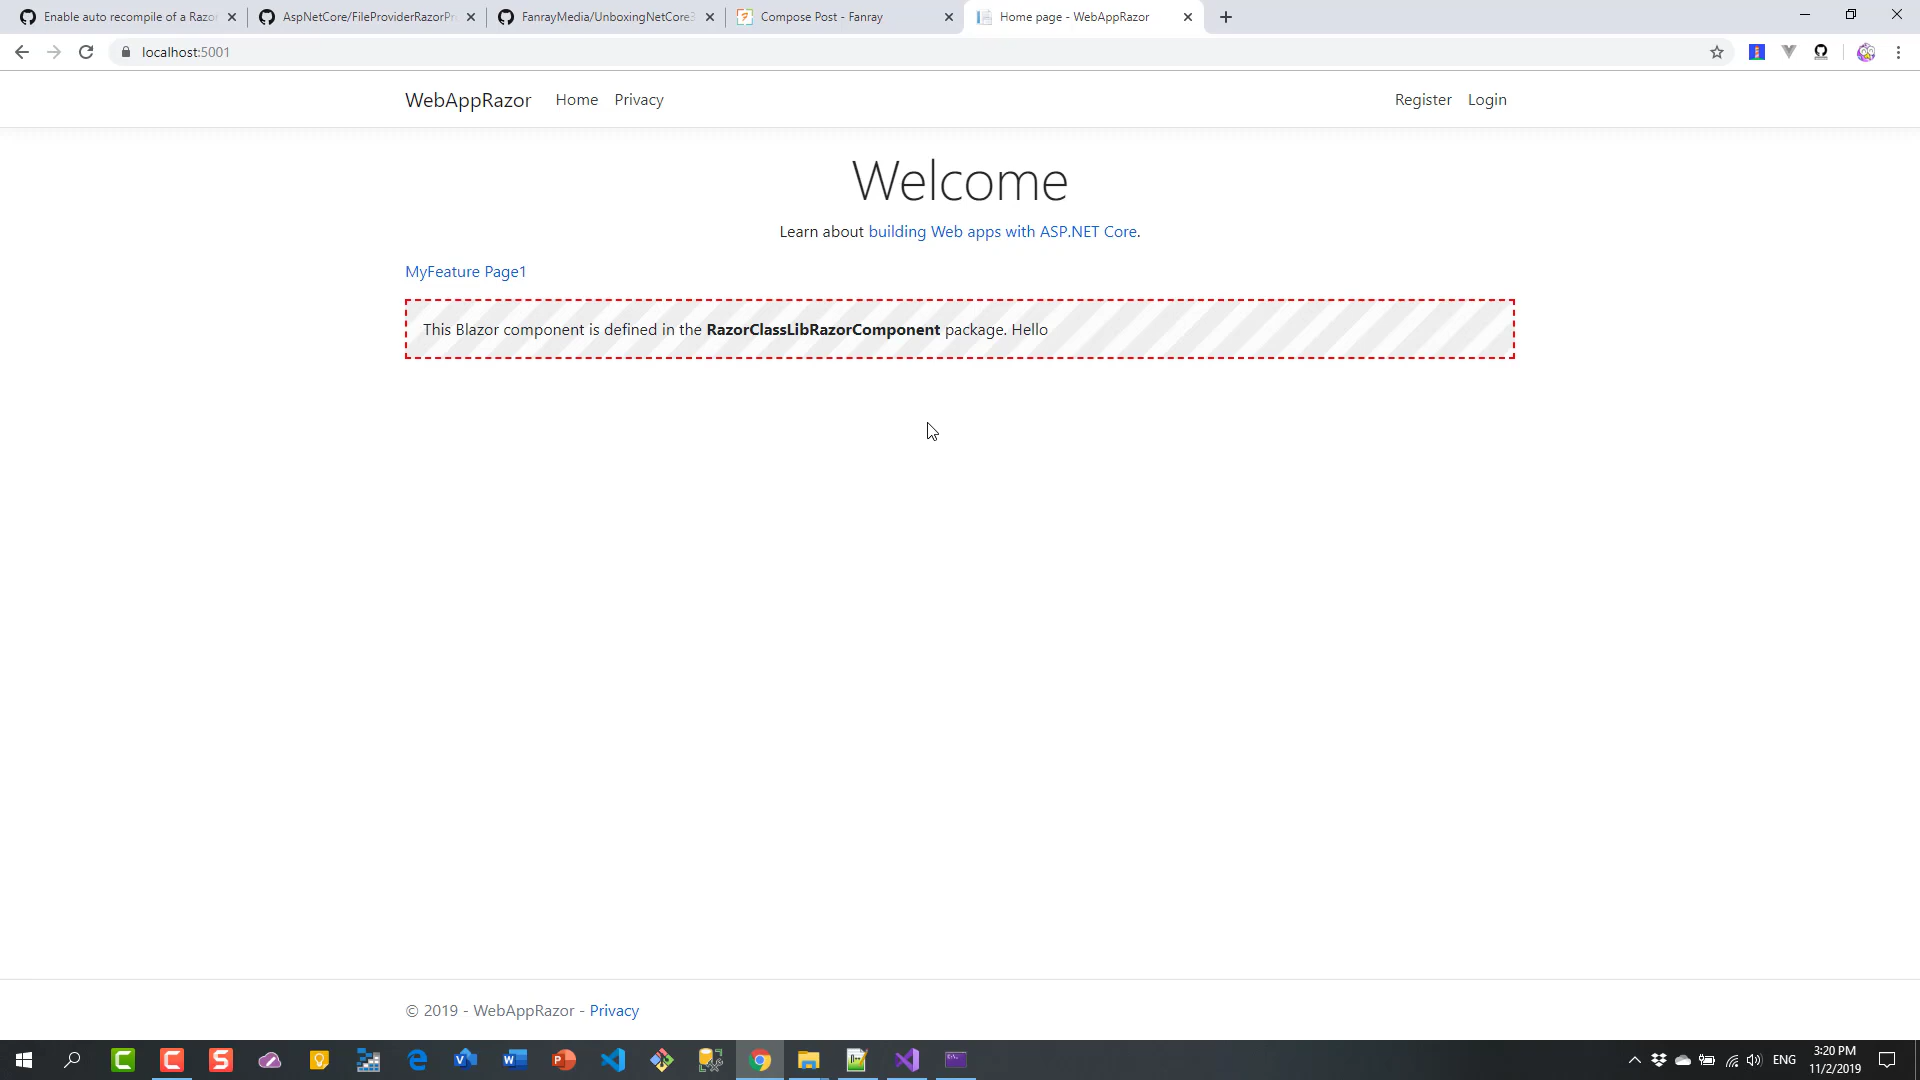 Enable auto recompile of a Razo
AspNetCore/FileProviderRazorPr
FanrayMedia/UnboxingNetCore3
Compose Post - Fanray
Home page - WebAppRazor
localhost:5001
WebAppRazor Home Privacy Register Login
Welcome
Learn about building Web apps with ASP.NET Core.
MyFeature Page1
This Blazor component is defined in the RazorClassLibRazorComponent package. Hello
© 2019 - WebAppRazor - Privacy
ENG
3:20 PM
11/2/2019